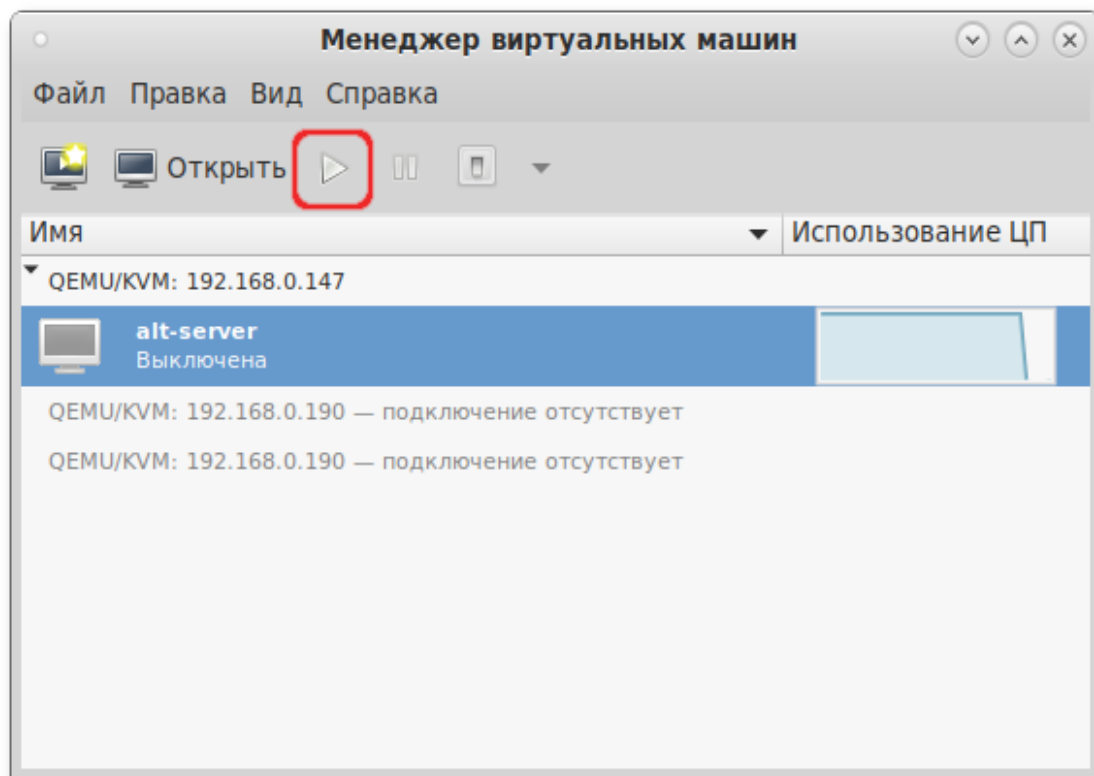 Менеджер виртуальных машин
Файл Правка Вид Справка
Открыть
Имя Использование ЦП
QEMU/KVM: 192.168.0.147
alt-server
Выключена
QEMU/KVM: 192.168.0.190 — подключение отсутствует
QEMU/KVM: 192.168.0.190 — подключение отсутствует